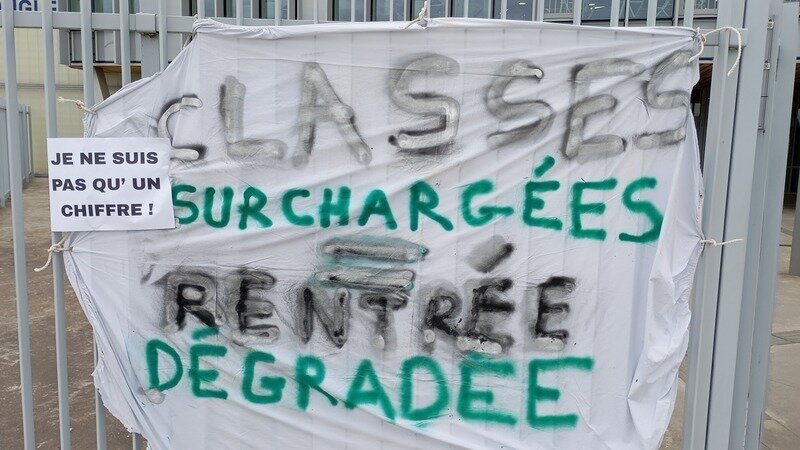 JE NE SUIS
PAS QU' UN
CHIFFRE !
CLASSES
SURCHARGÉES
=
RENTRÉE
DÉGRADÉE